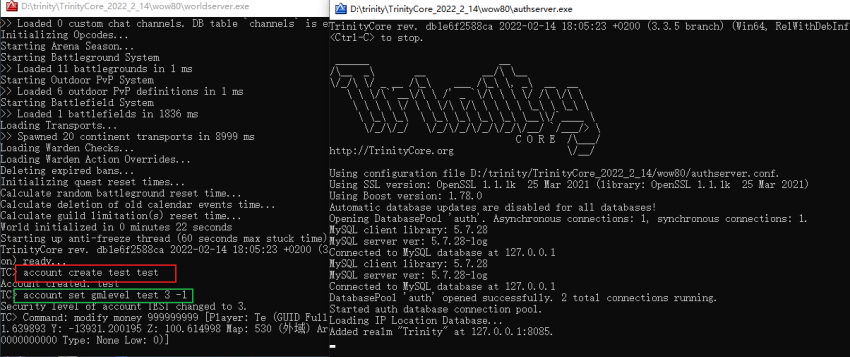 D:\trinity\TrinityCore_2022_2_14\wow80\worldserver.exe
>> Loaded 0 custom chat channels. DB table `channels` is e
Initializing Opcodes...
Starting Arena Season...
Starting Battleground System
>> Loaded 11 battlegrounds in 1 ms
Starting Outdoor PvP System
>> Loaded 6 outdoor PvP definitions in 1 ms
Starting Battlefield System
>> Loaded 1 battlefields in 1836 ms
Loading Transports...
>> Spawned 20 continent transports in 8999 ms
Loading Warden Checks...
Loading Warden Action Overrides...
Deleting expired bans...
Initializing quest reset times...
Calculate random battleground reset time...
Calculate deletion of old calendar events time...
Calculate guild limitation(s) reset time...
World initialized in 0 minutes 22 seconds
Starting up anti-freeze thread (60 seconds max stuck time)
TrinityCore rev. db1e6f2588ca 2022-02-14 18:05:23 +0200 (3
on) ready...
TC> account create test test
Account created: test
TC> account set gmlevel test 3 -1
Security level of account TEST changed to 3.
TC> Command: modify money 999999999 [Player: Te (GUID Full
1.639893 Y: -13931.200195 Z: 100.614998 Map: 530 (外域) Ar
0000000000 Type: None Low: 0)]
D:\trinity\TrinityCore_2022_2_14\wow80\authserver.exe
TrinityCore rev. db1e6f2588ca 2022-02-14 18:05:23 +0200 (3.3.5 branch) (Win64, RelWithDebInf
<Ctrl-C> to stop.
Trinity
C O R E
http://TrinityCore.org
Using configuration file D:/trinity/TrinityCore_2022_2_14/wow80/authserver.conf.
Using SSL version: OpenSSL 1.1.1k  25 Mar 2021 (library: OpenSSL 1.1.1k  25 Mar 2021)
Using Boost version: 1.78.0
Automatic database updates are disabled for all databases!
Opening DatabasePool 'auth'. Asynchronous connections: 1, synchronous connections: 1.
MySQL client library: 5.7.28
MySQL server ver: 5.7.28-log
Connected to MySQL database at 127.0.0.1
MySQL client library: 5.7.28
MySQL server ver: 5.7.28-log
Connected to MySQL database at 127.0.0.1
DatabasePool 'auth' opened successfully. 2 total connections running.
Started auth database connection pool.
Loading IP Location Database...
Added realm "Trinity" at 127.0.0.1:8085.